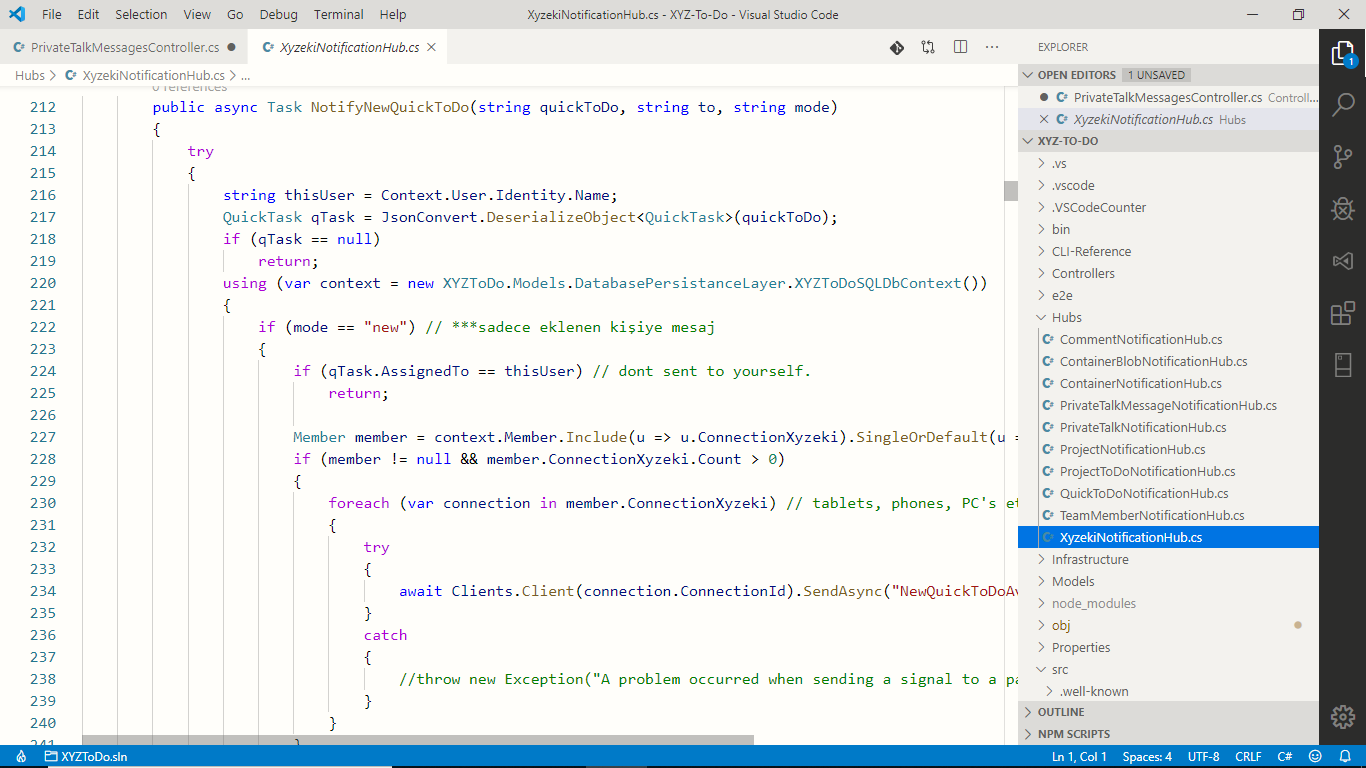 File Edit Selection View Go Debug Terminal Help XyzekiNotificationHub.cs - XYZ-To-Do - Visual Studio Code
PrivateTalkMessagesController.cs XyzekiNotificationHub.cs
Hubs XyzekiNotificationHub.cs ...
0 references
212 public async Task NotifyNewQuickToDo(string quickToDo, string to, string mode)
213 {
214 try
215 {
216 string thisUser = Context.User.Identity.Name;
217 QuickTask qTask = JsonConvert.DeserializeObject<QuickTask>(quickToDo);
218 if (qTask == null)
219 return;
220 using (var context = new XYZToDo.Models.DatabasePersistanceLayer.XYZToDoSQLDbContext())
221 {
222 if (mode == "new") // ***sadece eklenen kişiye mesaj
223 {
224 if (qTask.AssignedTo == thisUser) // dont sent to yourself.
225 return;
226
227 Member member = context.Member.Include(u => u.ConnectionXyzeki).SingleOrDefault(u =
228 if (member != null && member.ConnectionXyzeki.Count > 0)
229 {
230 foreach (var connection in member.ConnectionXyzeki) // tablets, phones, PC's et
231 {
232 try
233 {
234 await Clients.Client(connection.ConnectionId).SendAsync("NewQuickToDoAv
235 }
236 catch
237 {
238 //throw new Exception("A problem occurred when sending a signal to a pa
239 }
240 }
241 }
EXPLORER
OPEN EDITORS 1 UNSAVED
PrivateTalkMessagesController.cs Controll...
XyzekiNotificationHub.cs Hubs
XYZ-TO-DO
.vs
.vscode
.VSCodeCounter
bin
CLI-Reference
Controllers
e2e
Hubs
CommentNotificationHub.cs
ContainerBlobNotificationHub.cs
ContainerNotificationHub.cs
PrivateTalkMessageNotificationHub.cs
PrivateTalkNotificationHub.cs
ProjectNotificationHub.cs
ProjectToDoNotificationHub.cs
QuickToDoNotificationHub.cs
TeamMemberNotificationHub.cs
XyzekiNotificationHub.cs
Infrastructure
Models
node_modules
obj
Properties
src
.well-known
OUTLINE
NPM SCRIPTS
1
XYZToDo.sln Ln 1, Col 1 Spaces: 4 UTF-8 CRLF C#